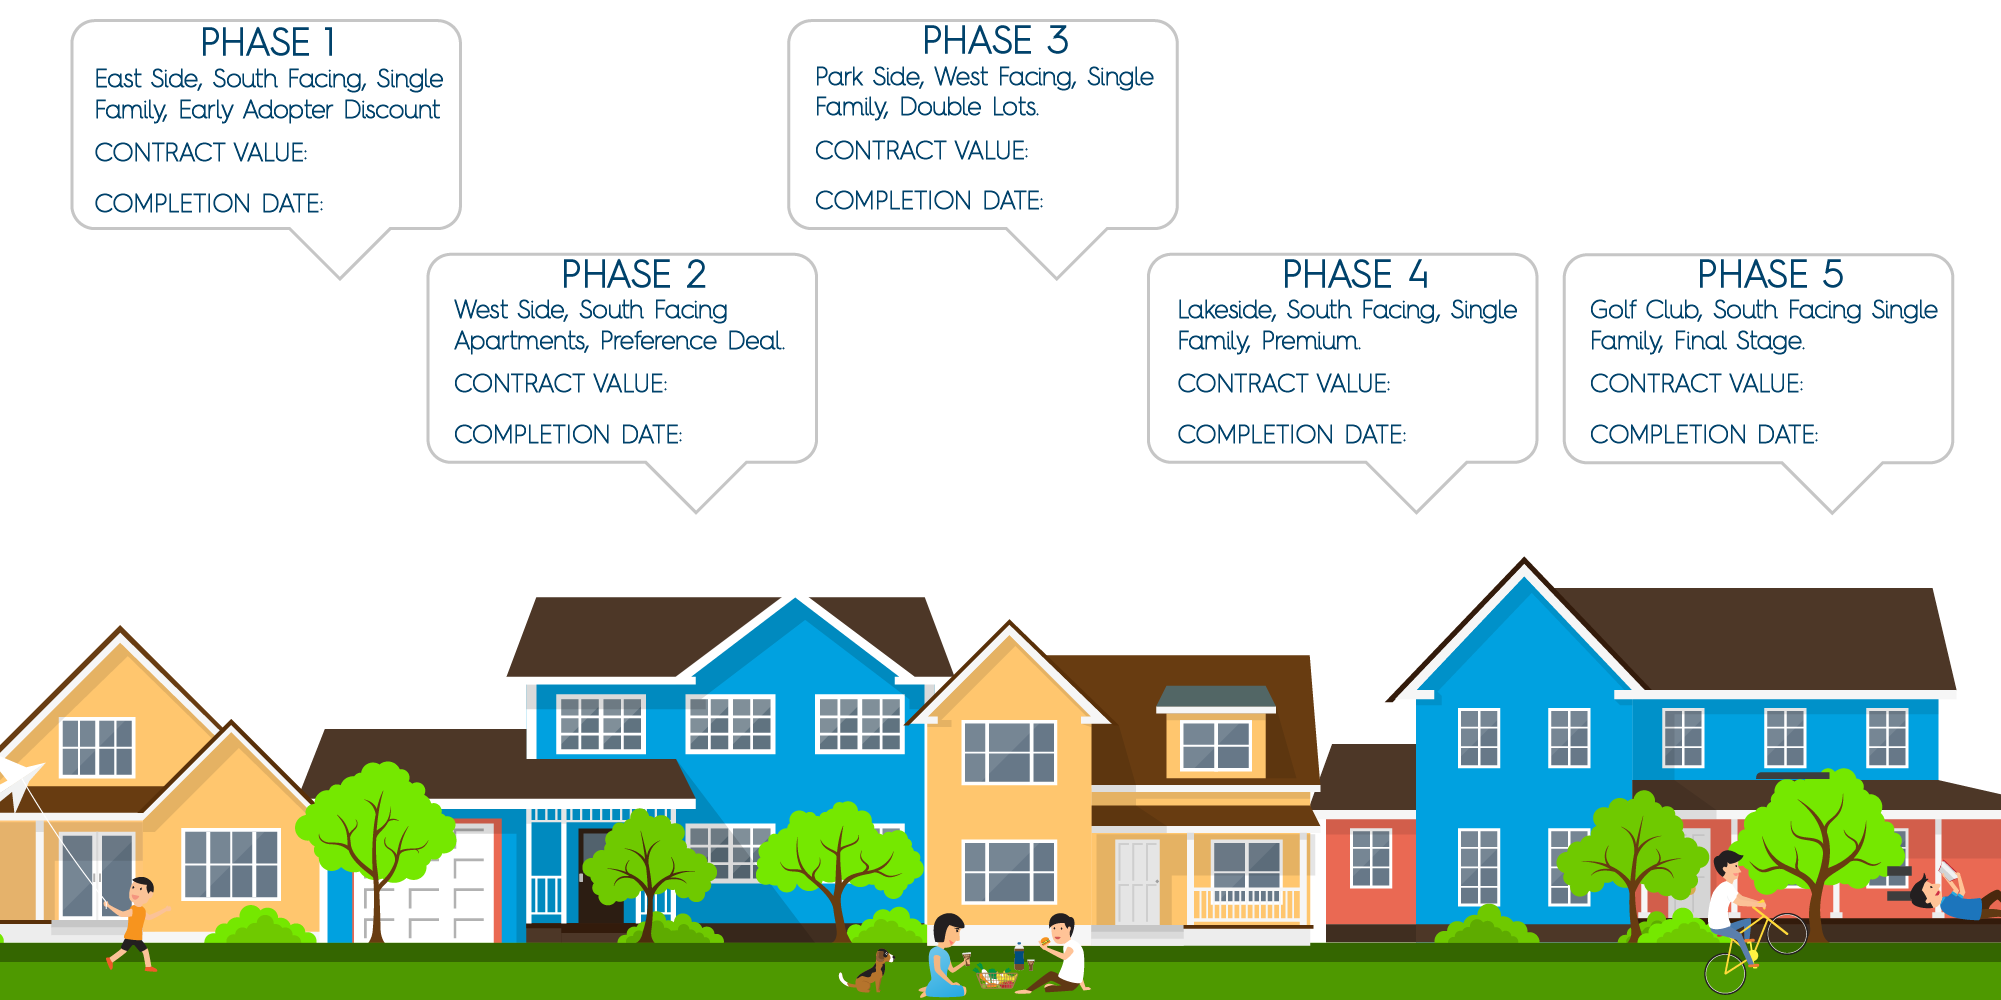 PHASE 1
East Side, South Facing, Single
Family, Early Adopter Discount
CONTRACT VALUE:
COMPLETION DATE:
PHASE 2
West Side, South Facing
Apartments, Preference Deal.
CONTRACT VALUE:
COMPLETION DATE:
PHASE 3
Park Side, West Facing, Single
Family, Double Lots.
CONTRACT VALUE:
COMPLETION DATE:
PHASE 4
Lakeside, South Facing, Single
Family, Premium.
CONTRACT VALUE:
COMPLETION DATE:
PHASE 5
Golf Club, South Facing Single
Family, Final Stage.
CONTRACT VALUE:
COMPLETION DATE: